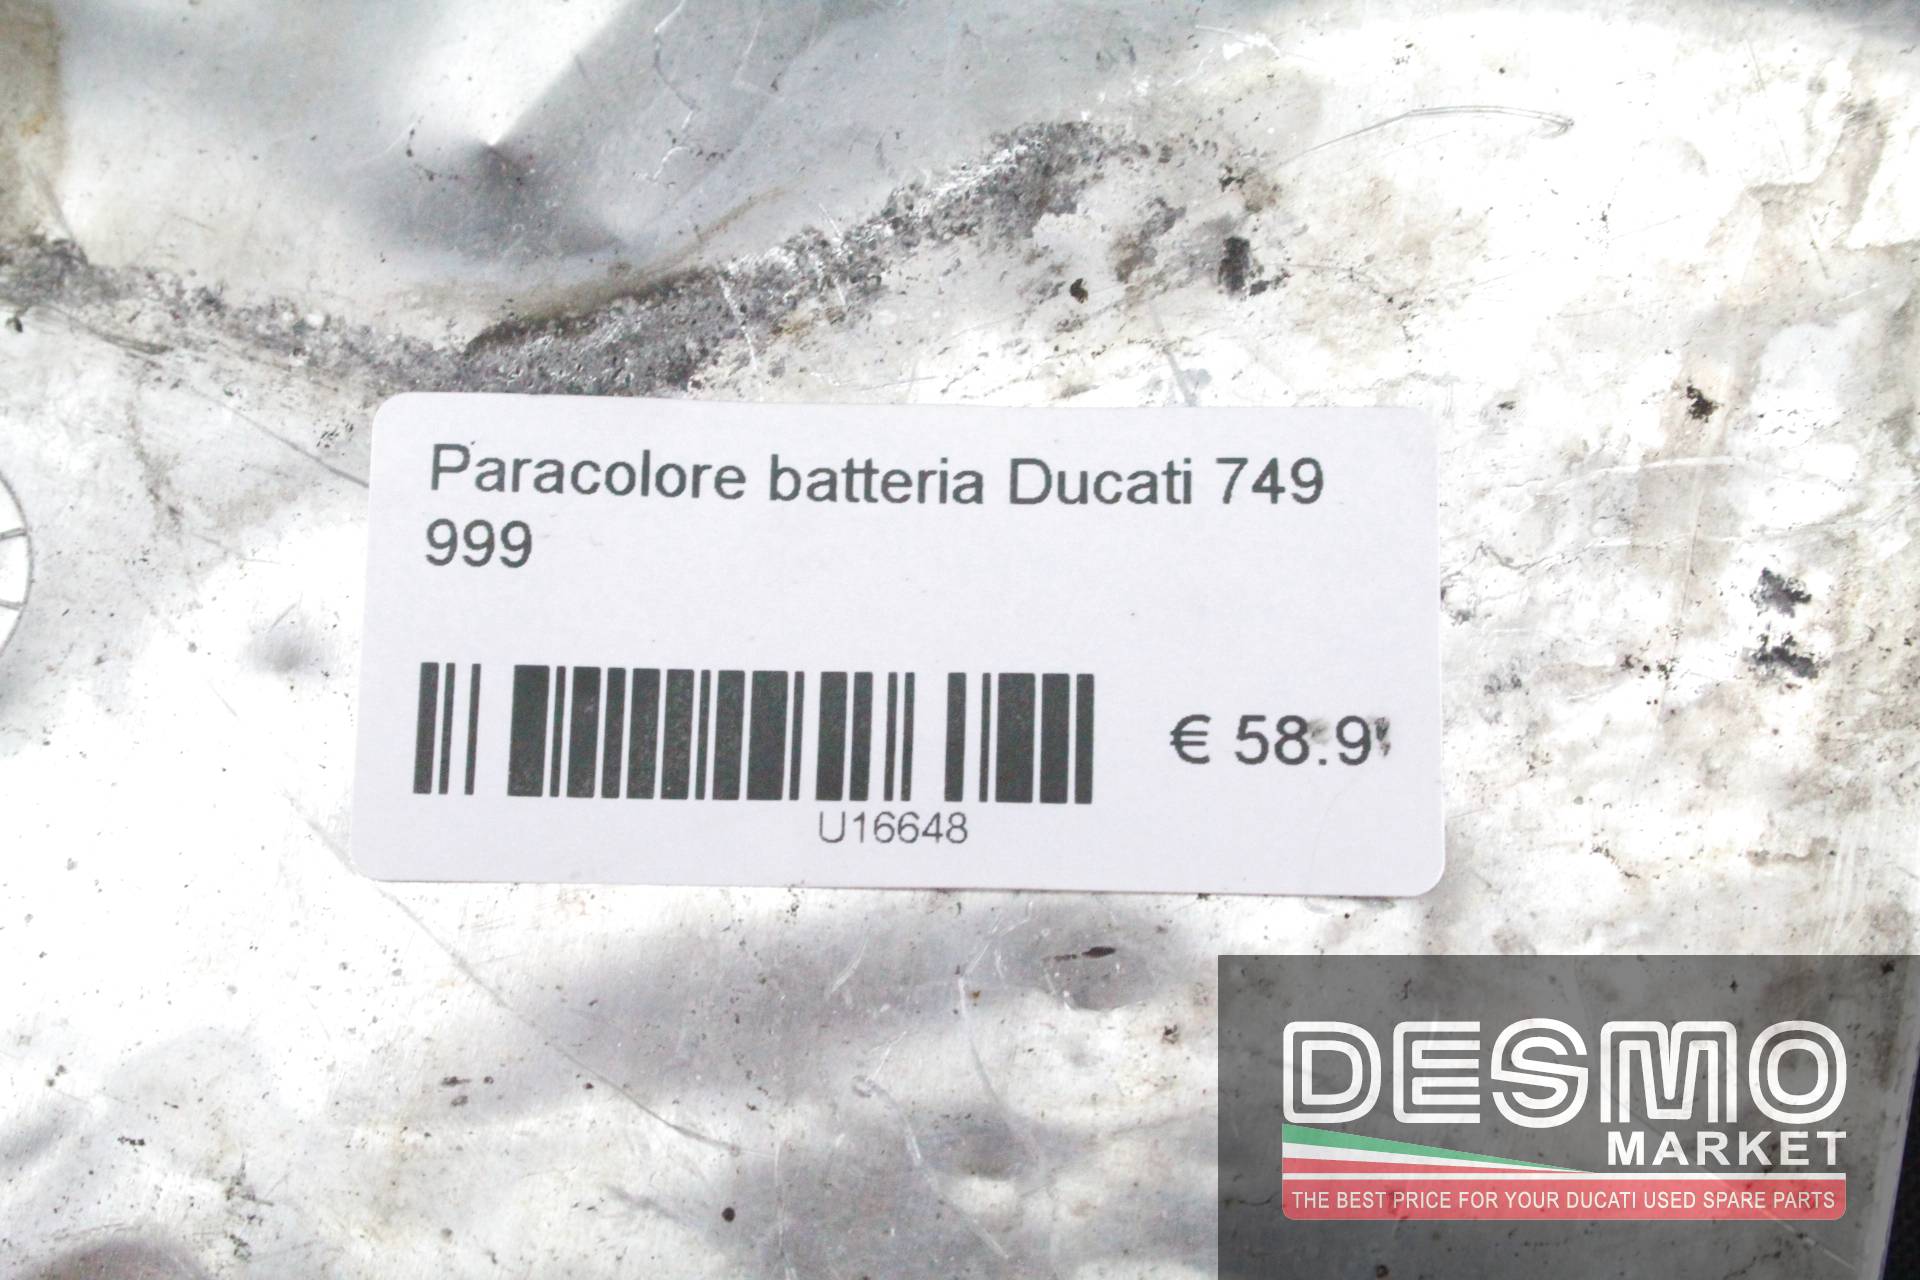 Paracolore batteria Ducati 749
999
€ 58.9
U16648
DESMO
MARKET
THE BEST PRICE FOR YOUR DUCATI USED SPARE PARTS